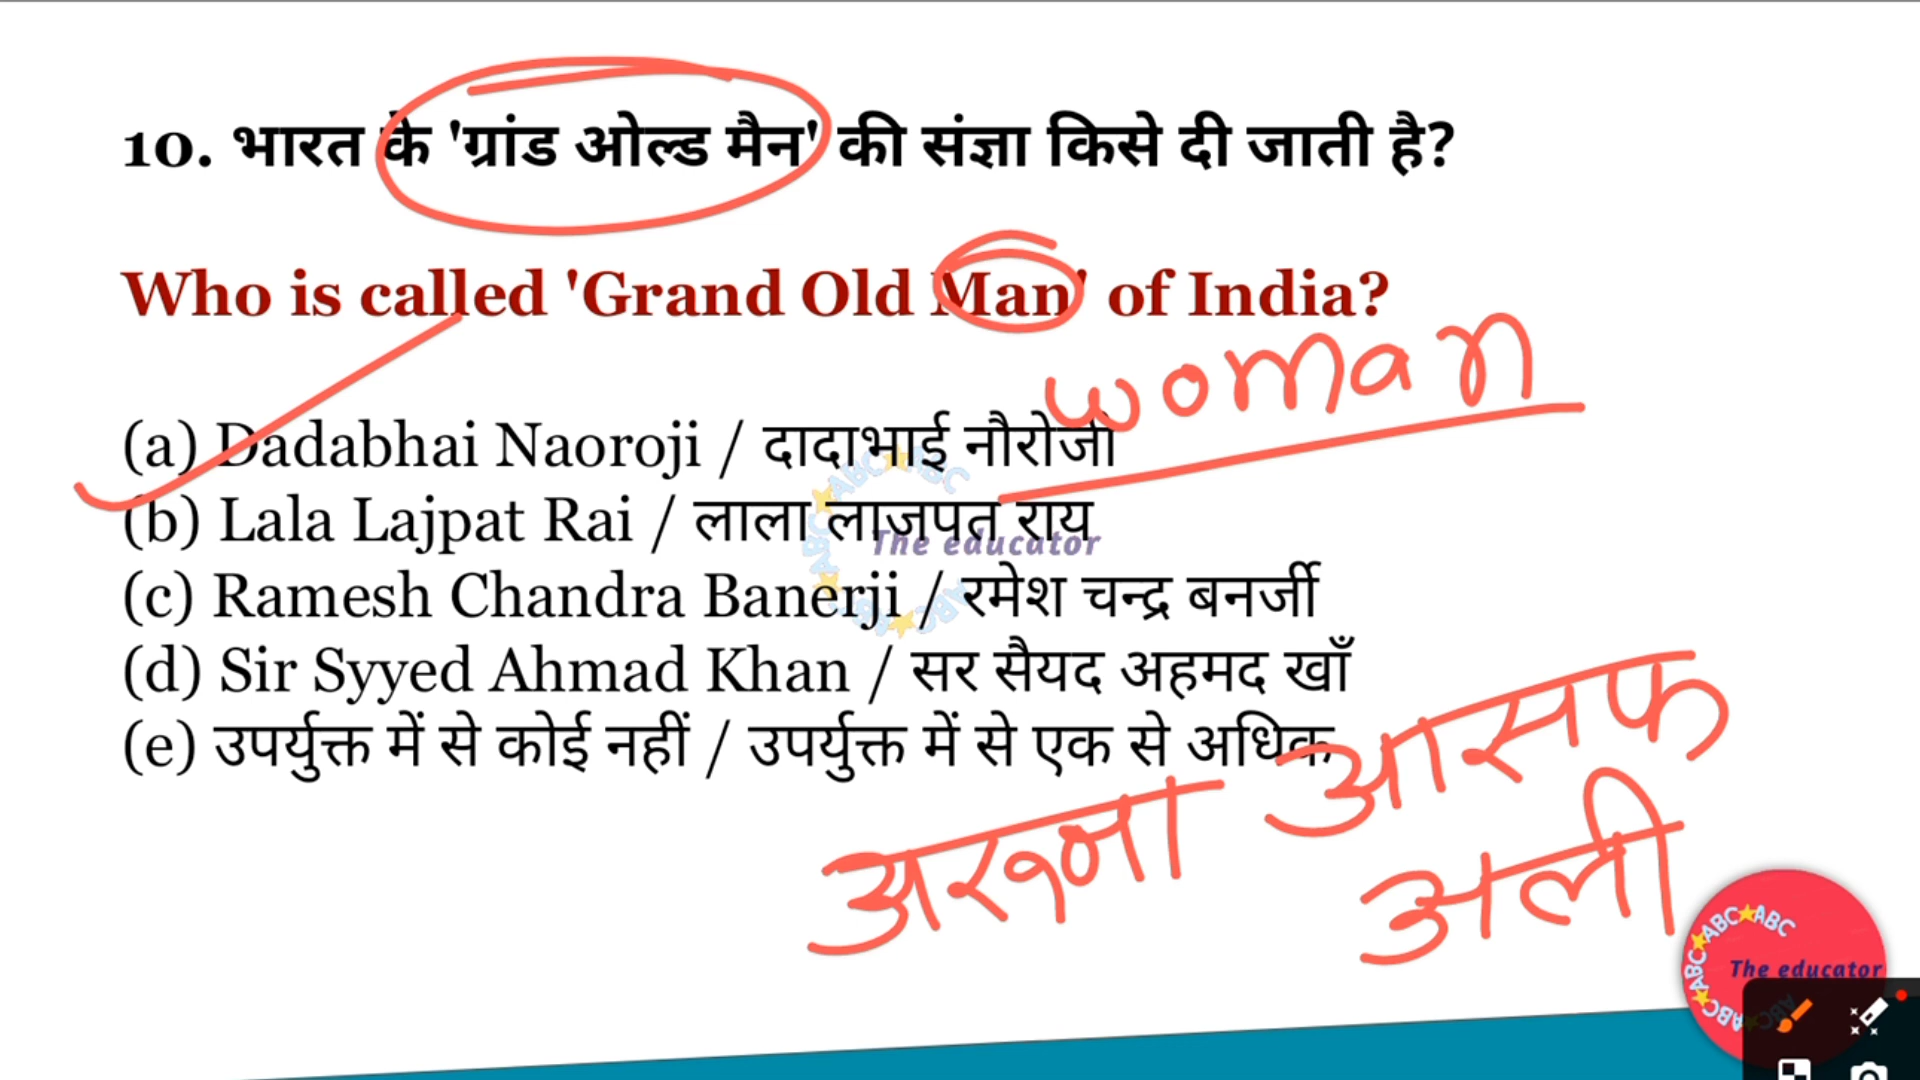 10. भारत के 'ग्रांड ओल्ड मैन' की संज्ञा किसे दी जाती है?
Who is called 'Grand Old Man' of India?
woman
(a) Dadabhai Naoroji / दादाभाई नौरोजी
(b) Lala Lajpat Rai / लाला लाजपत राय
The educator
(c) Ramesh Chandra Banerji / रमेश चन्द्र बनर्जी
(d) Sir Syyed Ahmad Khan / सर सैयद अहमद खाँ
(e) उपर्युक्त में से कोई नहीं / उपर्युक्त में से एक से अधिक
अरुणा आसफ
अली
ABC★ABC★ABC
The educator